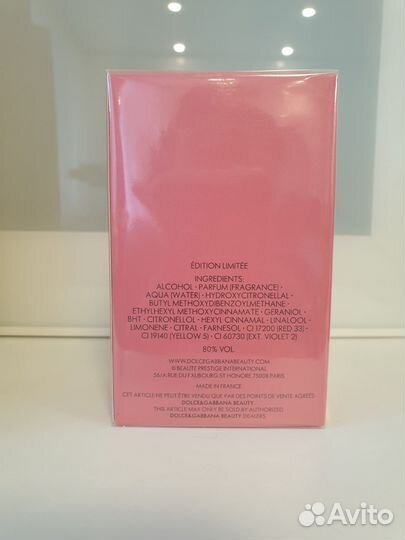 ÉDITION LIMITÉE
INGREDIENTS:
ALCOHOL · PARFUM (FRAGRANCE) ·
AQUA (WATER) · HYDROXYCITRONELLAL ·
BUTYL METHOXYDIBENZOYLMETHANE ·
ETHYLHEXYL METHOXYCINNAMATE · GERANIOL ·
BHT · CITRONELLOL · HEXYL CINNAMAL · LINALOOL ·
LIMONENE · CITRAL · FARNESOL · CI 17200 (RED 33) ·
CI 19140 (YELLOW 5) · CI 60730 (EXT. VIOLET 2)
80% VOL.
WWW.DOLCEGABBANABEAUTY.COM
© BEAUTE PRESTIGE INTERNATIONAL
56/A RUE DU FAUBOURG ST HONORE 75008 PARIS
MADE IN FRANCE
CET ARTICLE NE PEUT ÊTRE VENDU QUE PAR DES POINTS DE VENTE AGRÉÉS
DOLCE&GABBANA BEAUTY.
THIS ARTICLE MAY ONLY BE SOLD BY AUTHORIZED
DOLCE&GABBANA BEAUTY DEALERS.
Avito